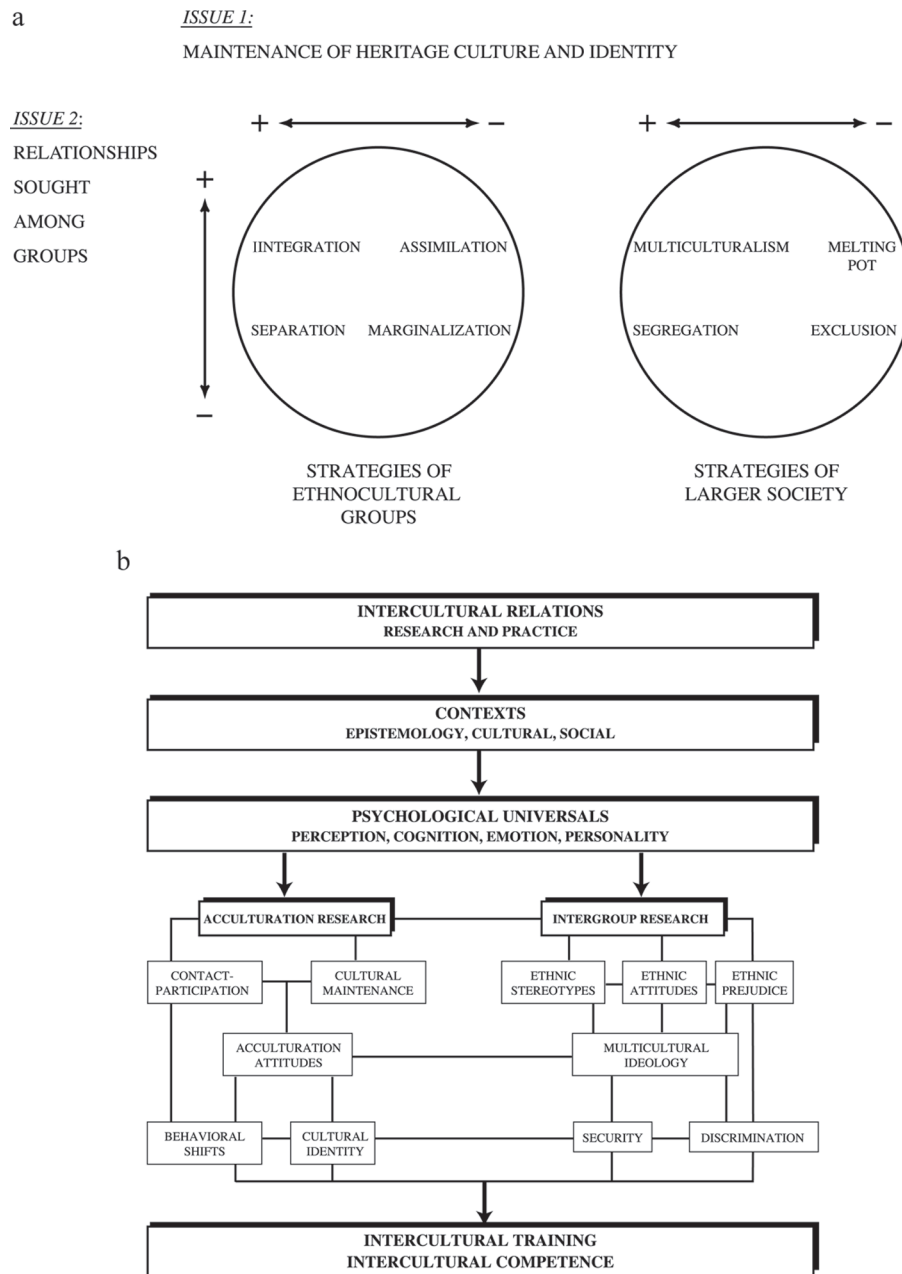 a
ISSUE 1:
MAINTENANCE OF HERITAGE CULTURE AND IDENTITY
ISSUE 2:
RELATIONSHIPS
SOUGHT
AMONG
GROUPS
+ −
+ −
+
−
IINTEGRATION ASSIMILATION
SEPARATION MARGINALIZATION
MULTICULTURALISM MELTING
POT
SEGREGATION EXCLUSION
STRATEGIES OF
ETHNOCULTURAL
GROUPS
STRATEGIES OF
LARGER SOCIETY
b
INTERCULTURAL RELATIONS
RESEARCH AND PRACTICE
CONTEXTS
EPISTEMOLOGY, CULTURAL, SOCIAL
PSYCHOLOGICAL UNIVERSALS
PERCEPTION, COGNITION, EMOTION, PERSONALITY
ACCULTURATION RESEARCH
INTERGROUP RESEARCH
CONTACT-
PARTICIPATION
CULTURAL
MAINTENANCE
ETHNIC
STEREOTYPES
ETHNIC
ATTITUDES
ETHNIC
PREJUDICE
ACCULTURATION
ATTITUDES
MULTICULTURAL
IDEOLOGY
BEHAVIORAL
SHIFTS
CULTURAL
IDENTITY
SECURITY
DISCRIMINATION
INTERCULTURAL TRAINING
INTERCULTURAL COMPETENCE